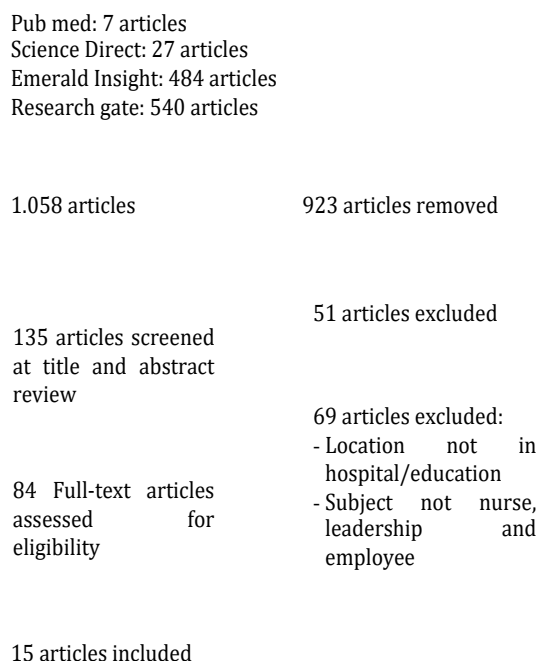 Pub med: 7 articles
Science Direct: 27 articles
Emerald Insight: 484 articles
Research gate: 540 articles
1.058 articles
923 articles removed
51 articles excluded
135 articles screened
at title and abstract
review
69 articles excluded:
- Location not in
hospital/education
- Subject not nurse,
leadership and
employee
84 Full-text articles
assessed for
eligibility
15 articles included